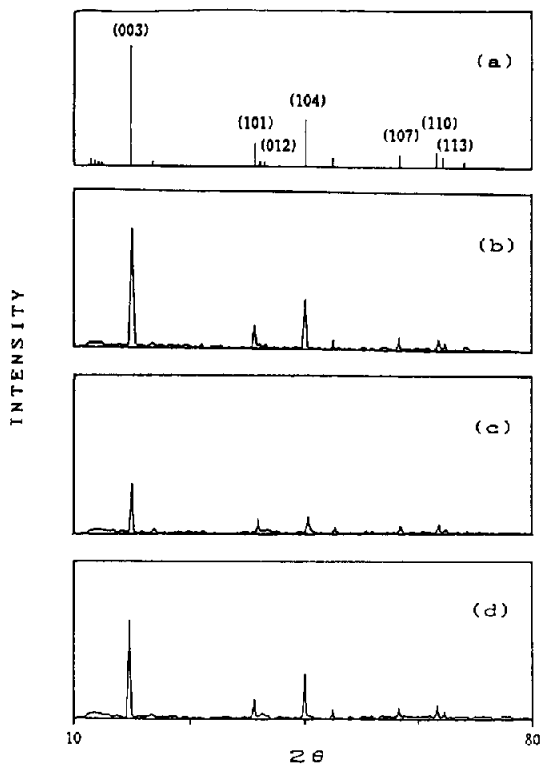 (003)
(a)
(104)
(101)
(012)
(110)
(107)
(113)
(b)
INTENSITY
(c)
(d)
10
80
2θ